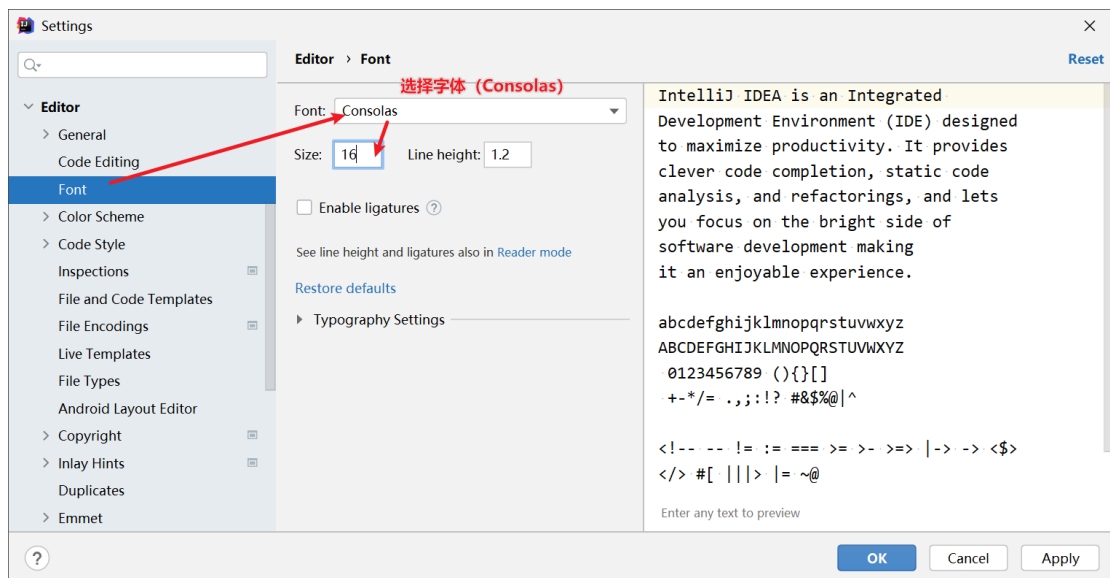 Settings
Editor › Font
Reset
Editor
General
Code Editing
Font
Color Scheme
Code Style
Inspections
File and Code Templates
File Encodings
Live Templates
File Types
Android Layout Editor
Copyright
Inlay Hints
Duplicates
Emmet
选择字体（Consolas）
Font: Consolas
Size: 16 Line height: 1.2
Enable ligatures ?
See line height and ligatures also in Reader mode
Restore defaults
Typography Settings
IntelliJ IDEA is an Integrated
Development Environment (IDE) designed
to maximize productivity. It provides
clever code completion, static code
analysis, and refactorings, and lets
you focus on the bright side of
software development making
it an enjoyable experience.
abcdefghijklmnopqrstuvwxyz
ABCDEFGHIJKLMNOPQRSTUVWXYZ
0123456789 (){}[]
+-*/= .,;:!? #&$%@|^
<!-- -- != := === >= >- >=> |-> -> <$>
</> #[ |||> |= ~@
Enter any text to preview
?
OK
Cancel
Apply